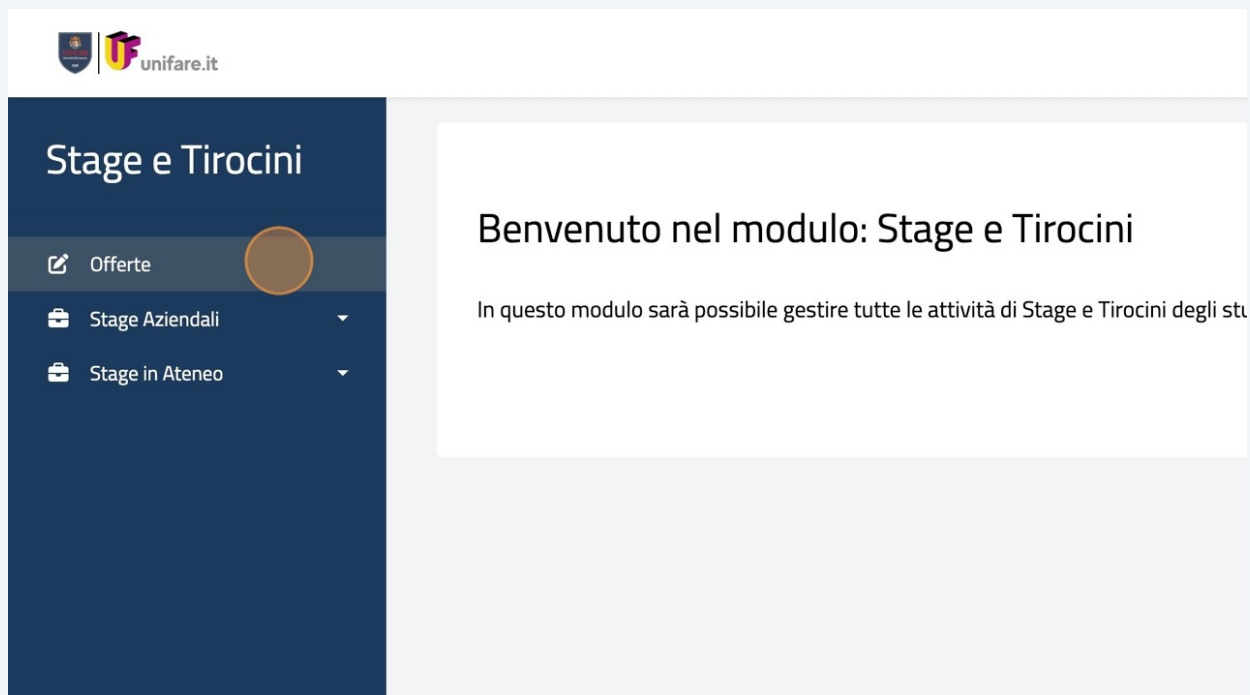 unifare.it
Stage e Tirocini
Offerte
Stage Aziendali
Stage in Ateneo
Benvenuto nel modulo: Stage e Tirocini
In questo modulo sarà possibile gestire tutte le attività di Stage e Tirocini degli